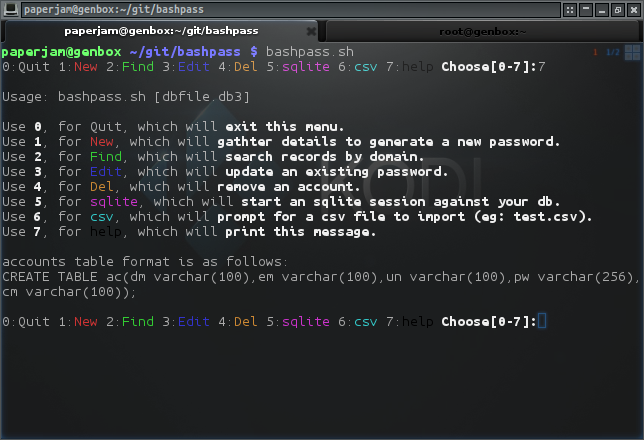 paperjam@genbox:~/git/bashpass
paperjam@genbox:~/git/bashpass
root@genbox:~
paperjam@genbox ~/git/bashpass $ bashpass.sh
1 1/2
0:Quit 1:New 2:Find 3:Edit 4:Del 5:sqlite 6:csv 7:help Choose[0-7]:7
Usage: bashpass.sh [dbfile.db3]
Use 0, for Quit, which will exit this menu.
Use 1, for New, which will gathter details to generate a new password.
Use 2, for Find, which will search records by domain.
Use 3, for Edit, which will update an existing password.
Use 4, for Del, which will remove an account.
Use 5, for sqlite, which will start an sqlite session against your db.
Use 6, for csv, which will prompt for a csv file to import (eg: test.csv).
Use 7, for help, which will print this message.
KODI
accounts table format is as follows:
CREATE TABLE ac(dm varchar(100),em varchar(100),un varchar(100),pw varchar(256),
cm varchar(100));
0:Quit 1:New 2:Find 3:Edit 4:Del 5:sqlite 6:csv 7:help Choose[0-7]: